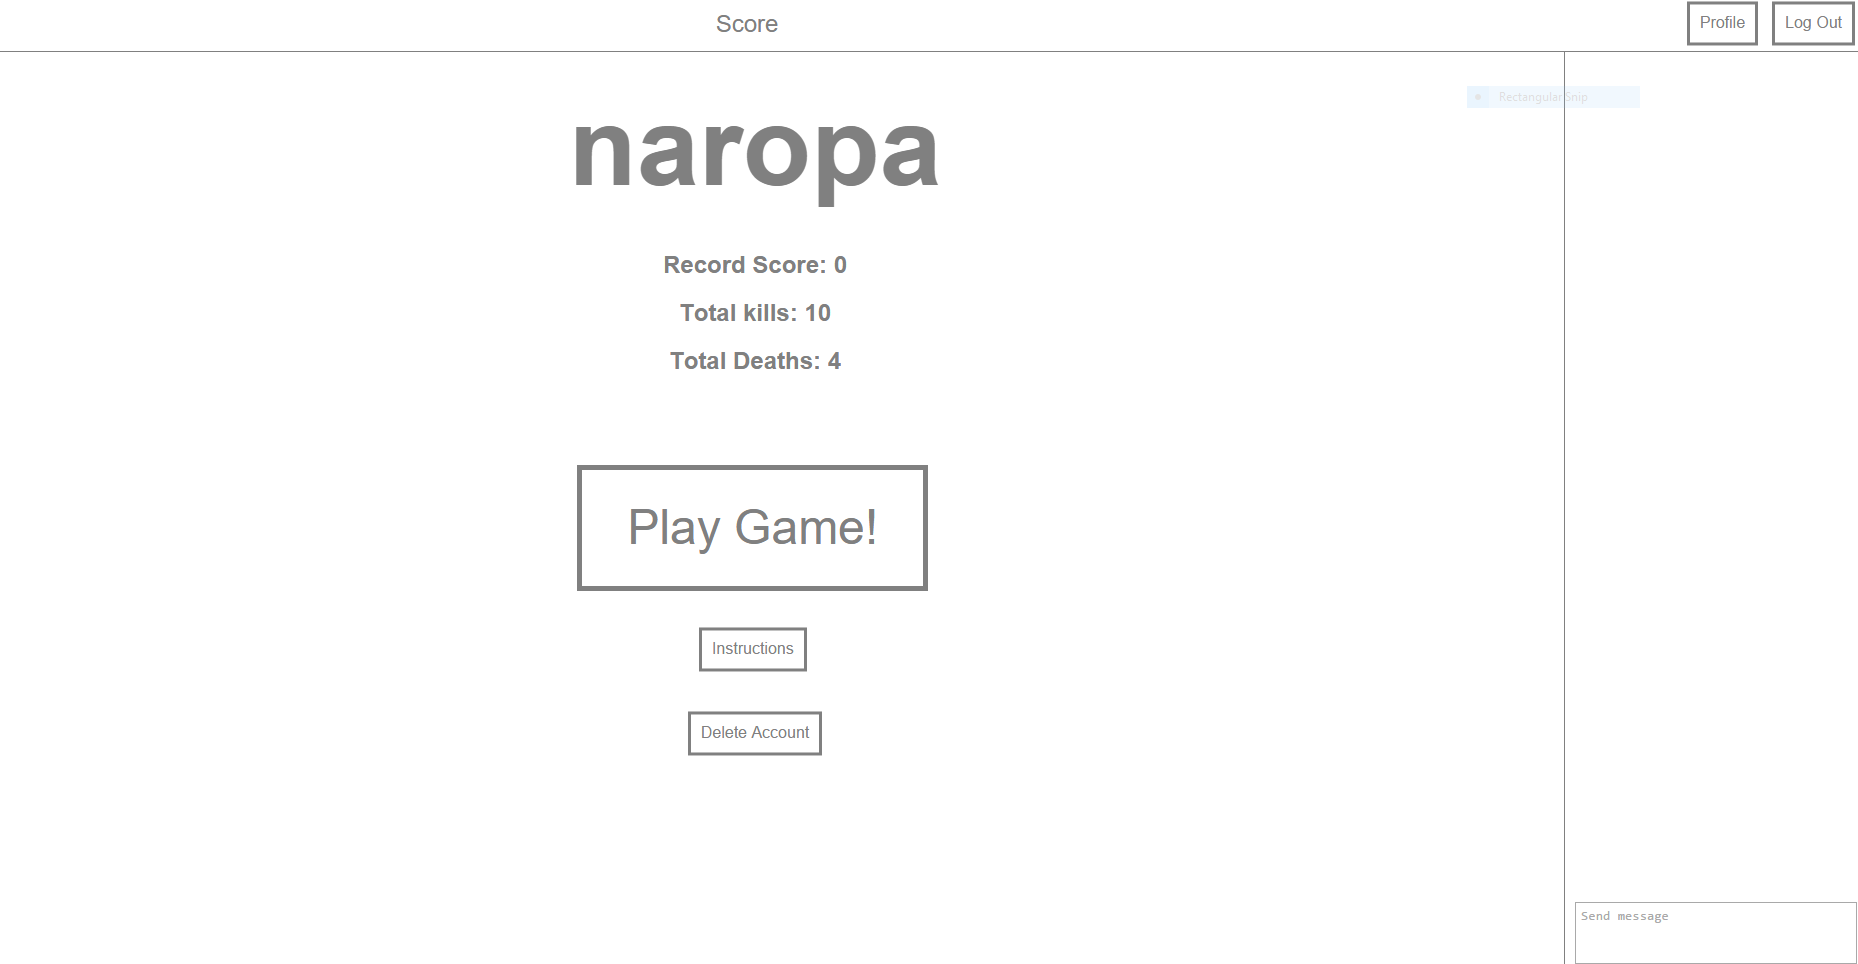 Score
Profile
Log Out
Rectangular Snip
naropa
Record Score: 0
Total kills: 10
Total Deaths: 4
Play Game!
Instructions
Delete Account
Send message